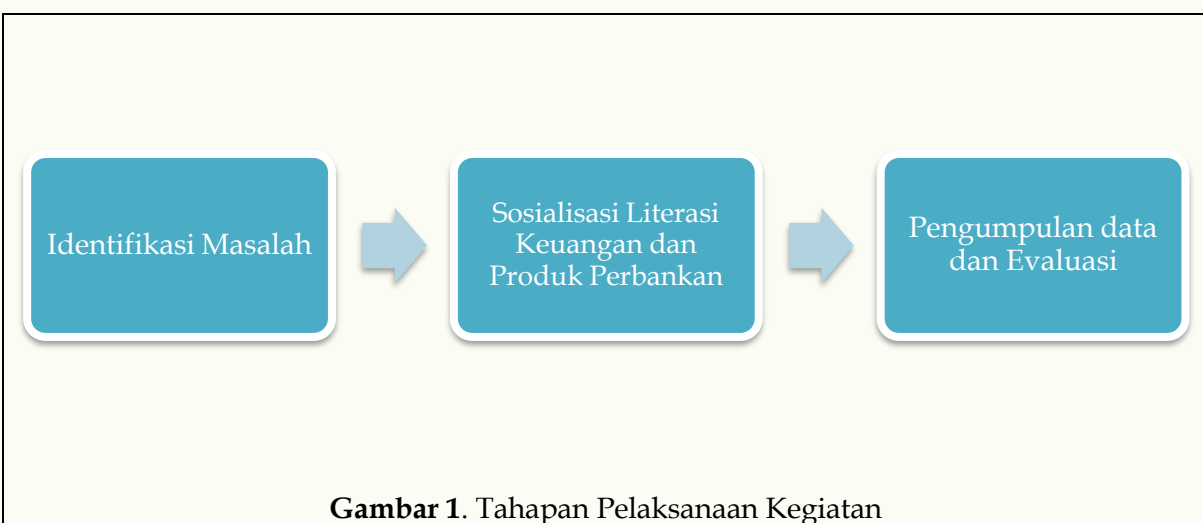 Identifikasi Masalah
Sosialisasi Literasi
Keuangan dan
Produk Perbankan
Pengumpulan data
dan Evaluasi
Gambar 1. Tahapan Pelaksanaan Kegiatan